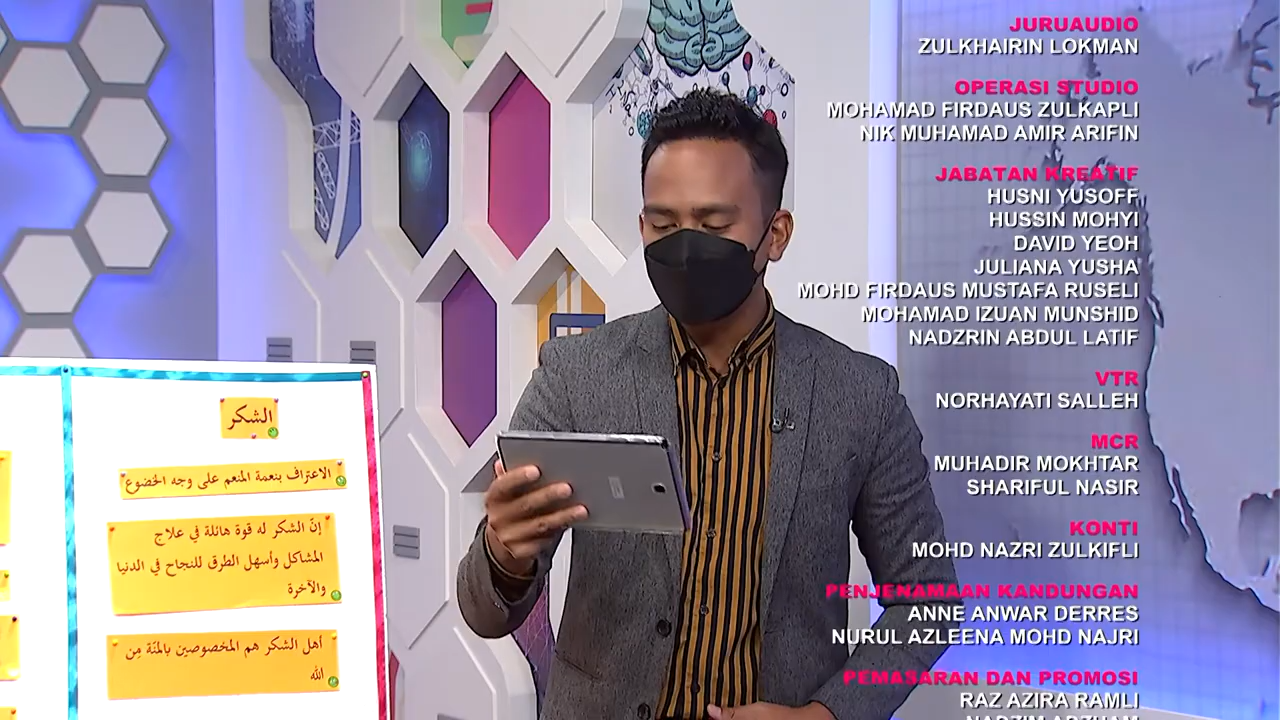 الشكر
الاعتراف بنعمة المنعم على وجه الخضوع
إنّ الشكر له قوة هائلة في علاج
المشاكل وأسهل الطرق للنجاح في الدنيا
والآخرة
أهل الشكر هم المخصوصين بالمنّة مِن
الله
JURUAUDIO
ZULKHAIRIN LOKMAN
OPERASI STUDIO
MOHAMAD FIRDAUS ZULKAPLI
NIK MUHAMAD AMIR ARIFIN
JABATAN KREATIF
HUSNI YUSOFF
HUSSIN MOHYI
DAVID YEOH
JULIANA YUSHA
MOHD FIRDAUS MUSTAFA RUSELI
MOHAMAD IZUAN MUNSHID
NADZRIN ABDUL LATIF
VTR
NORHAYATI SALLEH
MCR
MUHADIR MOKHTAR
SHARIFUL NASIR
KONTI
MOHD NAZRI ZULKIFLI
PENJENAMAAN KANDUNGAN
ANNE ANWAR DERRES
NURUL AZLEENA MOHD NAJRI
PEMASARAN DAN PROMOSI
RAZ AZIRA RAMLI